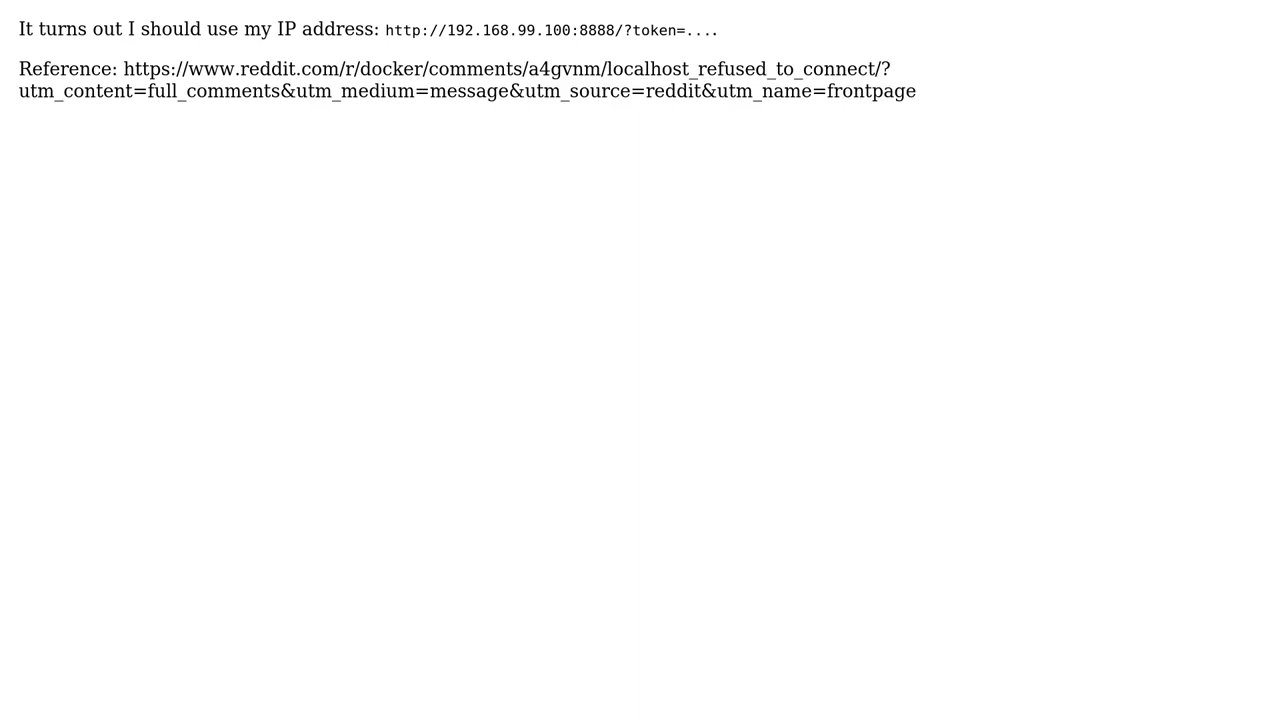 It turns out I should use my IP address: http://192.168.99.100:8888/?token=....
Reference: https://www.reddit.com/r/docker/comments/a4gvnm/localhost_refused_to_connect/?
utm_content=full_comments&utm_medium=message&utm_source=reddit&utm_name=frontpage